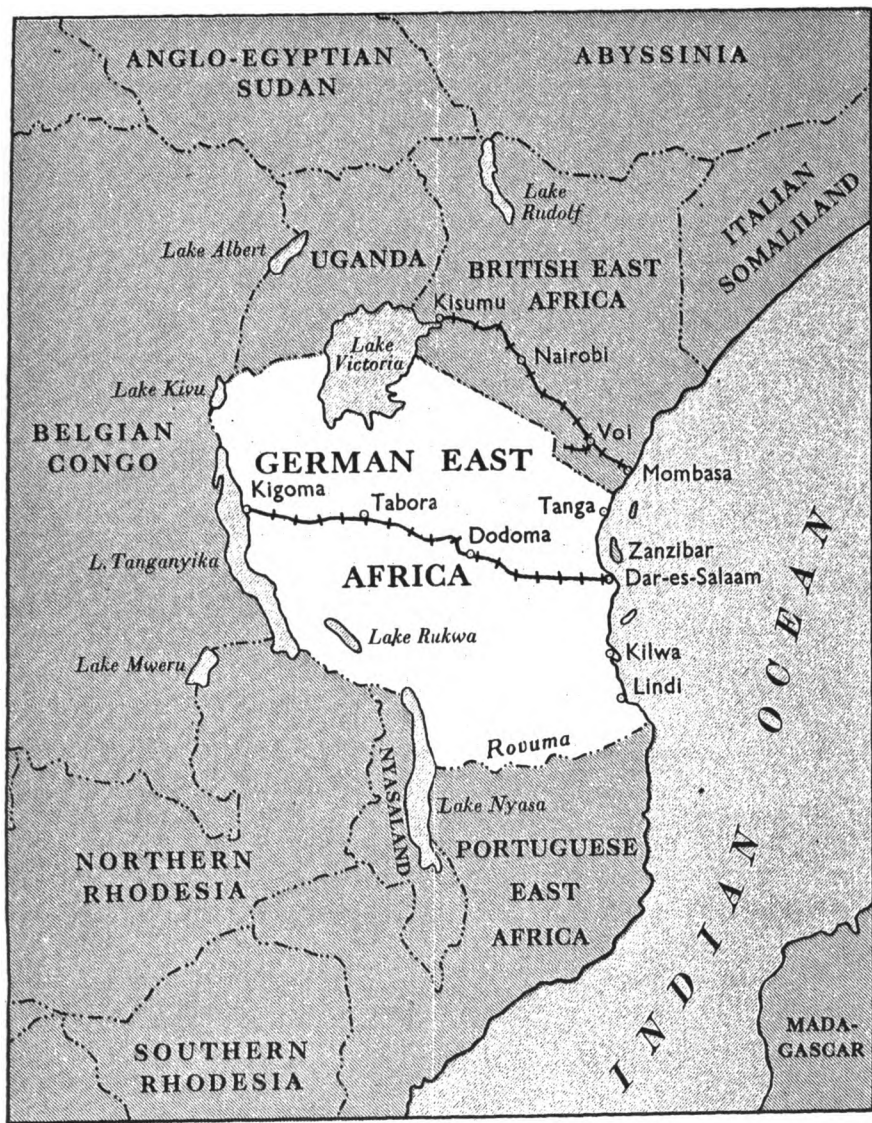 ANGLO-EGYPTIAN
SUDAN
ABYSSINIA
Lake
Rudolf
ITALIAN
SOMALILAND
Lake Albert
UGANDA
BRITISH EAST
AFRICA
Kisumu
Lake
Victoria
Nairobi
Lake Kivu
Voi
BELGIAN
CONGO
GERMAN EAST
AFRICA
Mombasa
Kigoma
Tabora
Tanga
Dodoma
Zanzibar
L. Tanganyika
Dar-es-Salaam
Lake Rukwa
Lake Mweru
Kilwa
Lindi
Rovuma
NYASALAND
Lake Nyasa
INDIAN OCEAN
NORTHERN
RHODESIA
PORTUGUESE
EAST
AFRICA
SOUTHERN
RHODESIA
MADA-
GASCAR